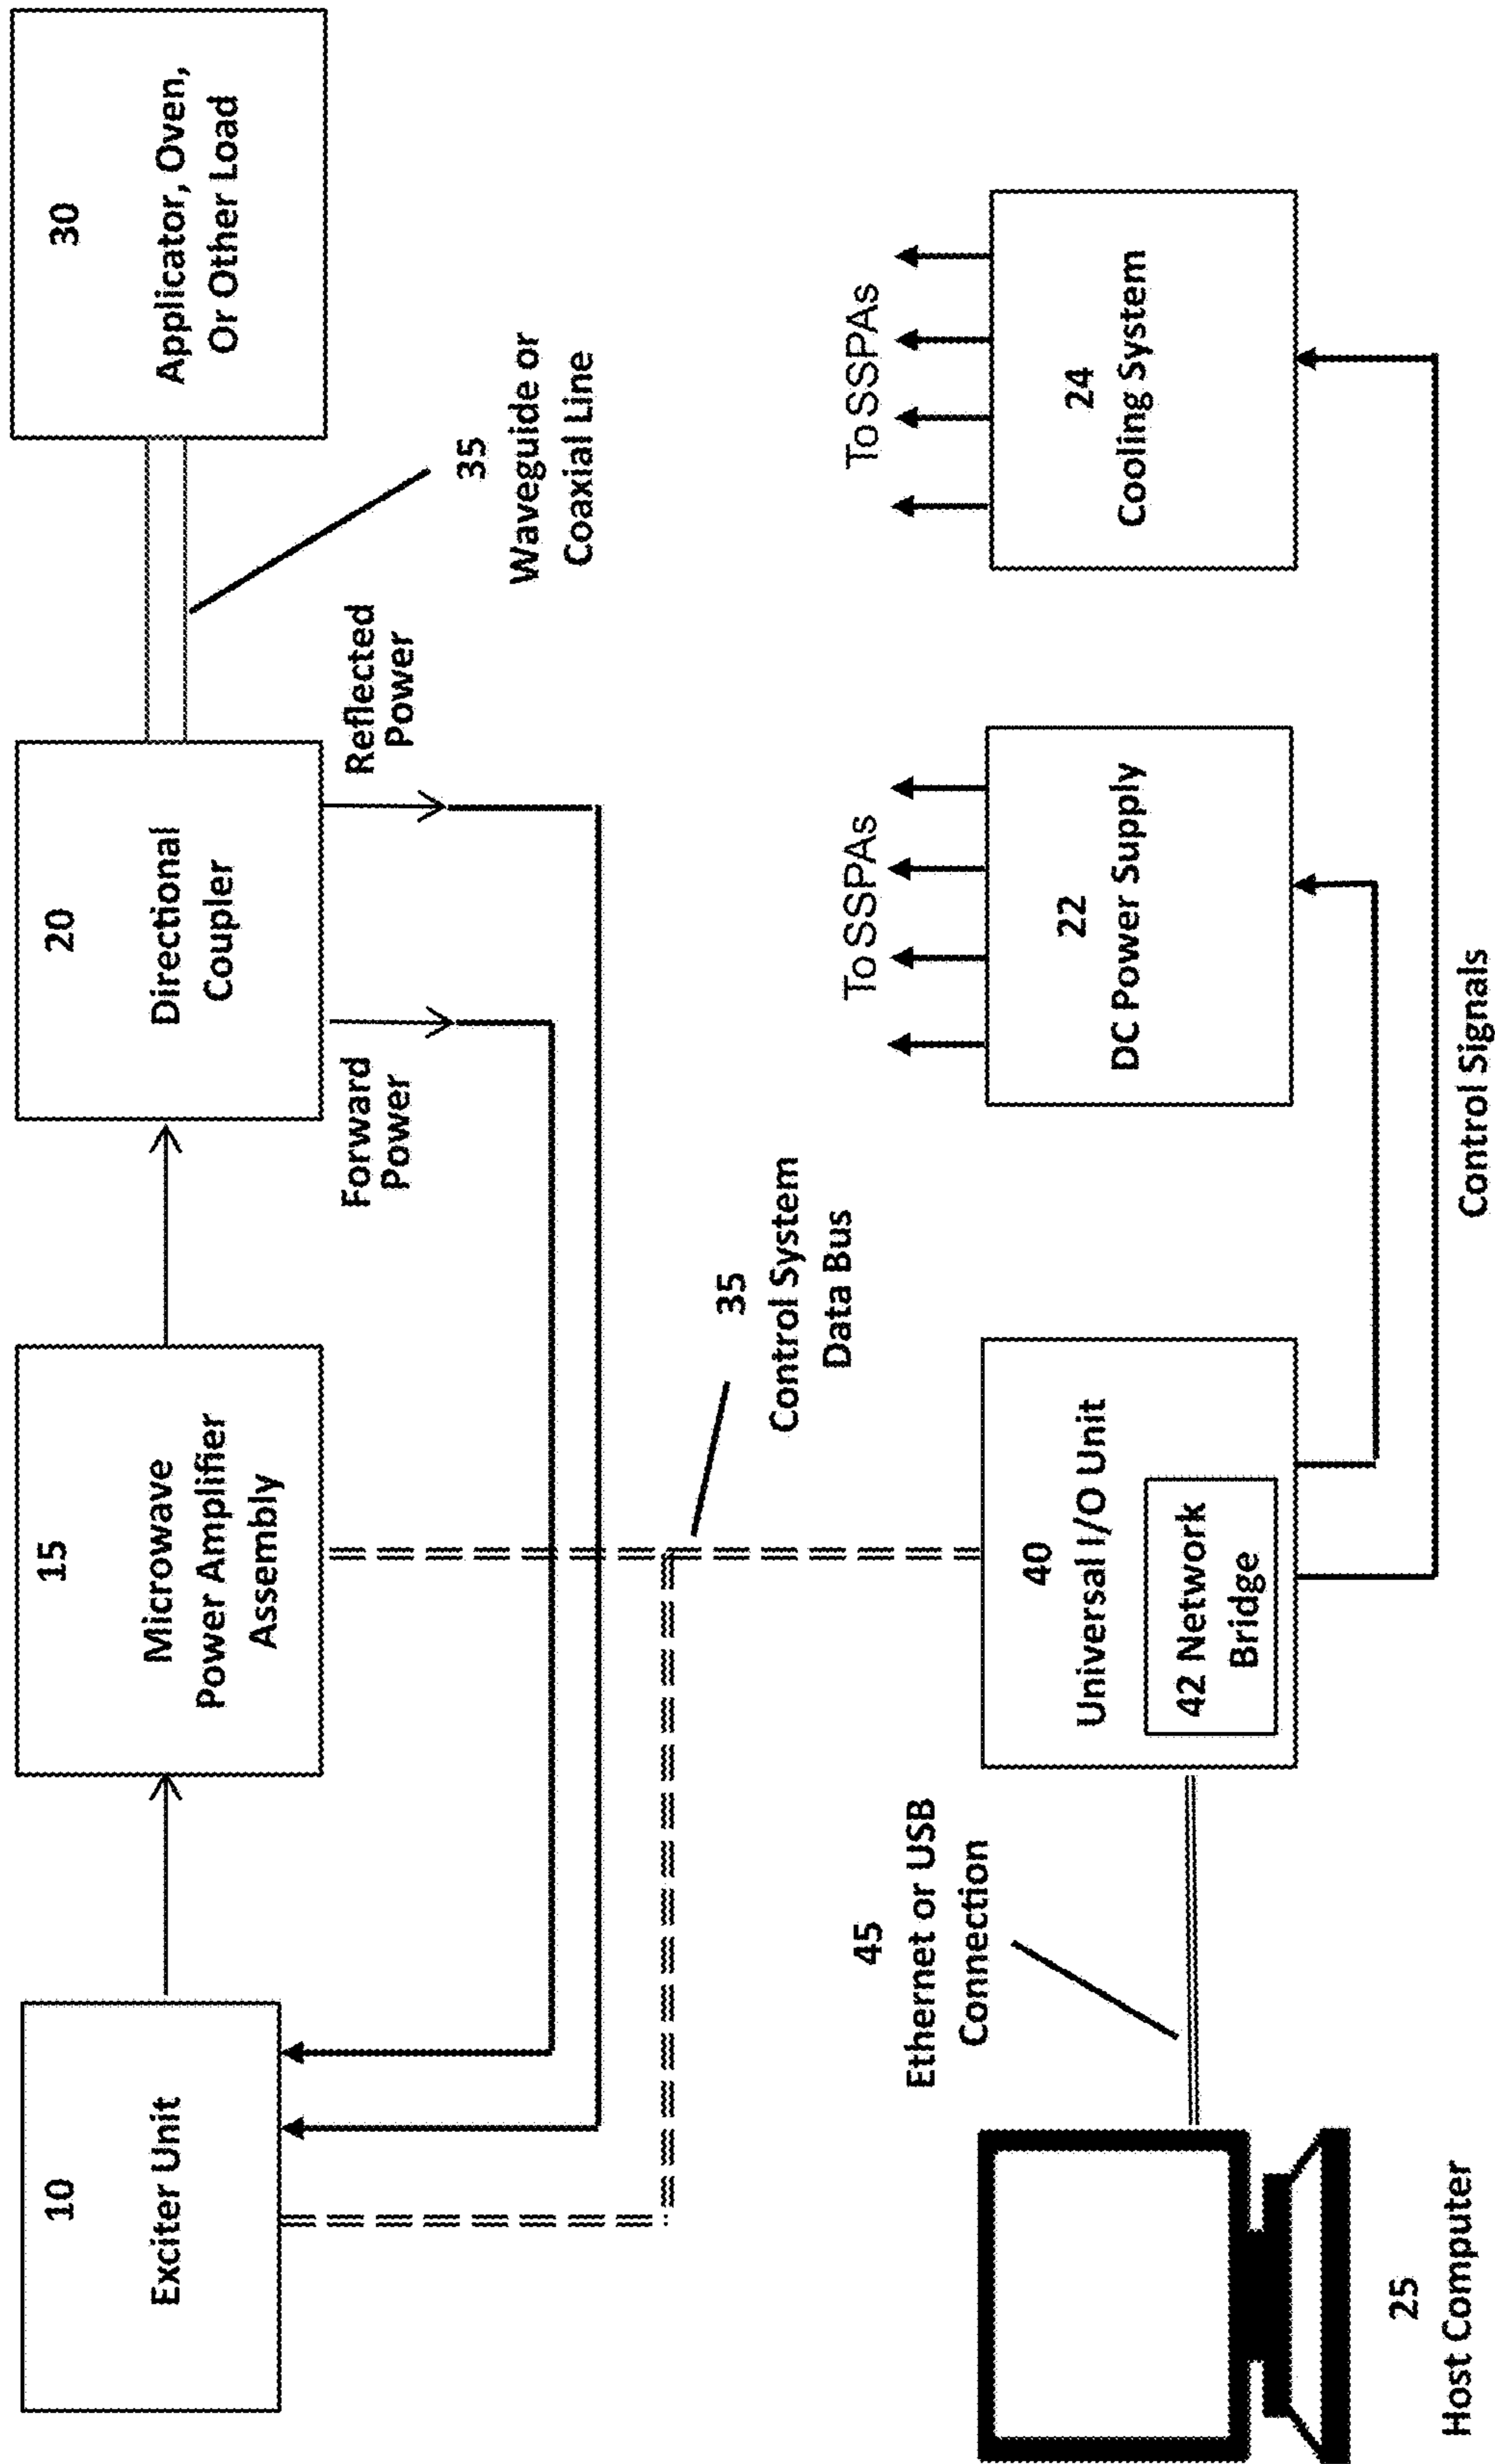 10
Exciter Unit
15
Microwave
Power Amplifier
Assembly
20
Directional
Coupler
30
Applicator, Oven,
Or Other Load
Forward
Power
Reflected
Power
35
Waveguide or
Coaxial Line
35
Control System
Data Bus
45
Ethernet or USB
Connection
25
Host Computer
40
Universal I/O Unit
42 Network
Bridge
To SSPAs
22
DC Power Supply
To SSPAs
24
Cooling System
Control Signals